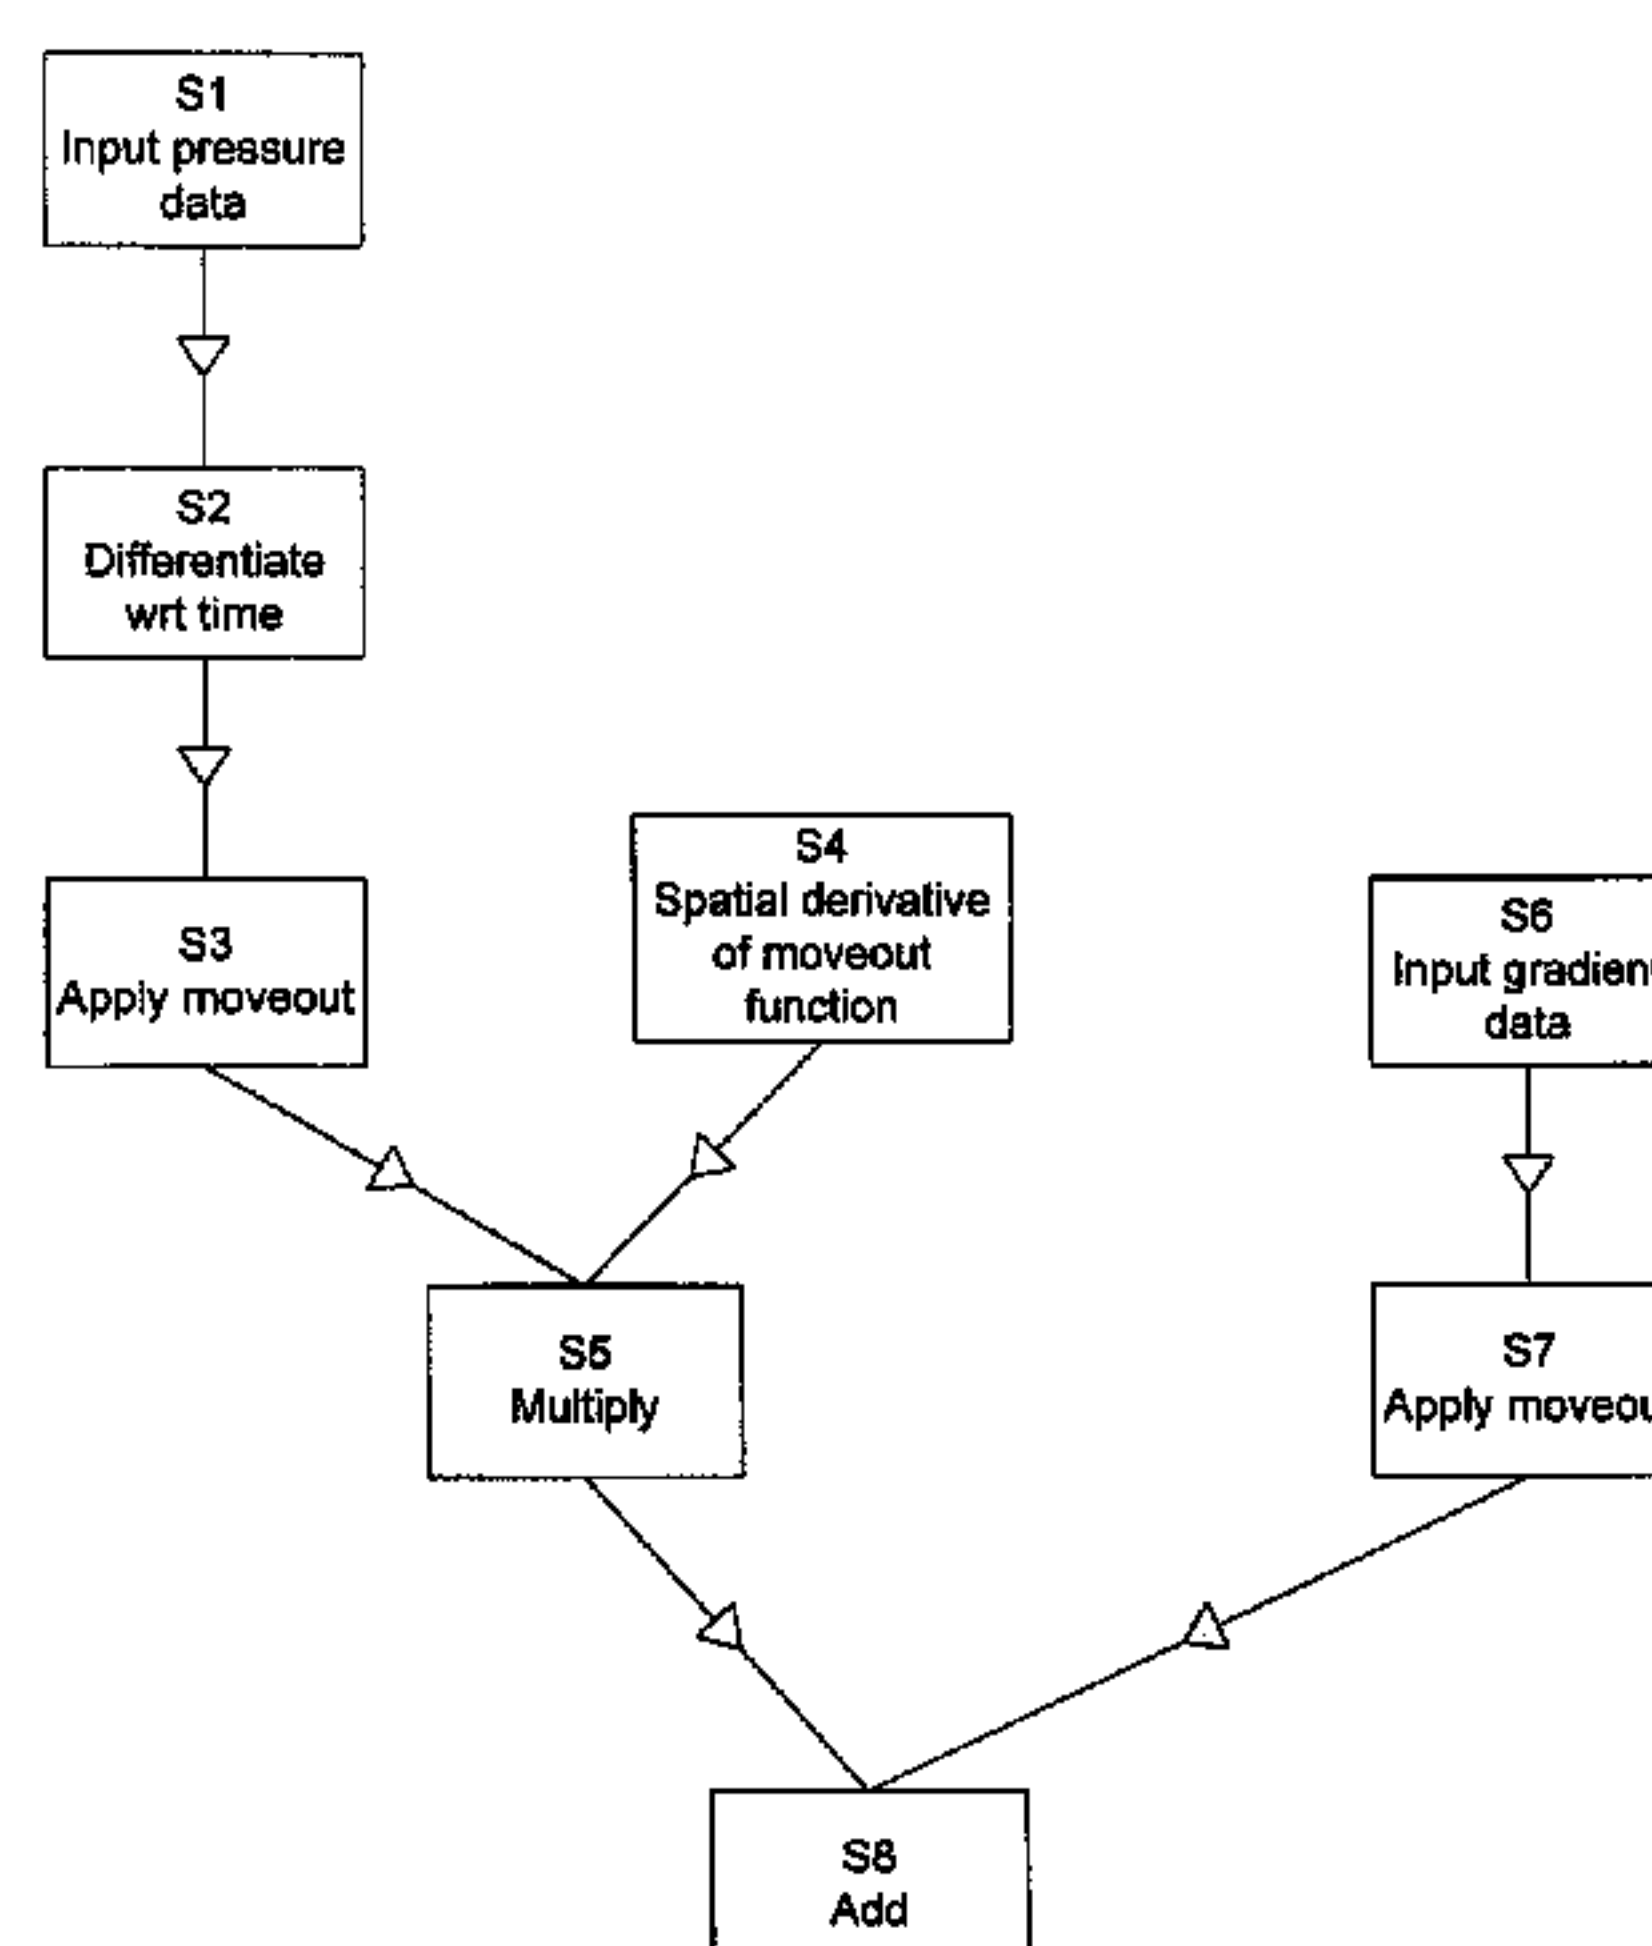 S1
Input pressure
data
S2
Differentiate
wrt time
S3
Apply moveout
S4
Spatial derivative
of moveout
function
S5
Multiply
S6
Input gradien
data
S7
Apply moveou
S8
Add